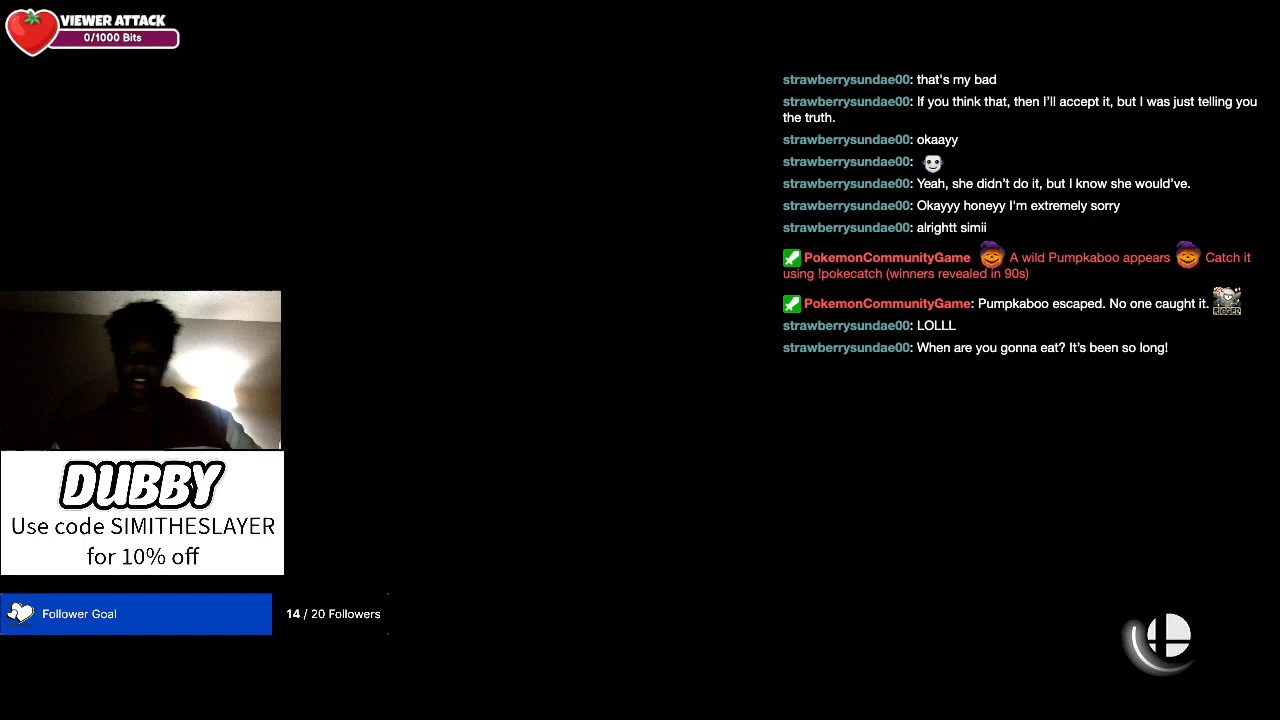 VIEWER ATTACK
0/1000 Bits
strawberrysundae00: that's my bad
strawberrysundae00: If you think that, then I’ll accept it, but I was just telling you
the truth.
strawberrysundae00: okaayy
strawberrysundae00:
strawberrysundae00: Yeah, she didn’t do it, but I know she would’ve.
strawberrysundae00: Okayyy honeyy I'm extremely sorry
strawberrysundae00: alrightt simii
PokemonCommunityGame A wild Pumpkaboo appears Catch it
using !pokecatch (winners revealed in 90s)
PokemonCommunityGame: Pumpkaboo escaped. No one caught it. RIGGED
strawberrysundae00: LOLLL
strawberrysundae00: When are you gonna eat? It’s been so long!
DUBBY
Use code SIMITHESLAYER
for 10% off
Follower Goal 14 / 20 Followers